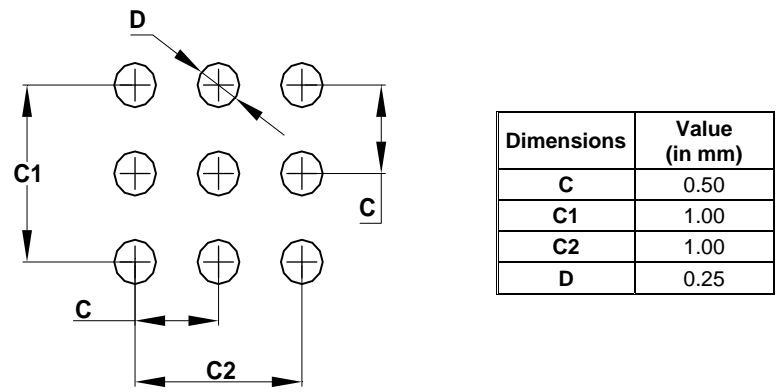 D
C1
C
C
C2
Dimensions Value (in mm)
C 0.50
C1 1.00
C2 1.00
D 0.25